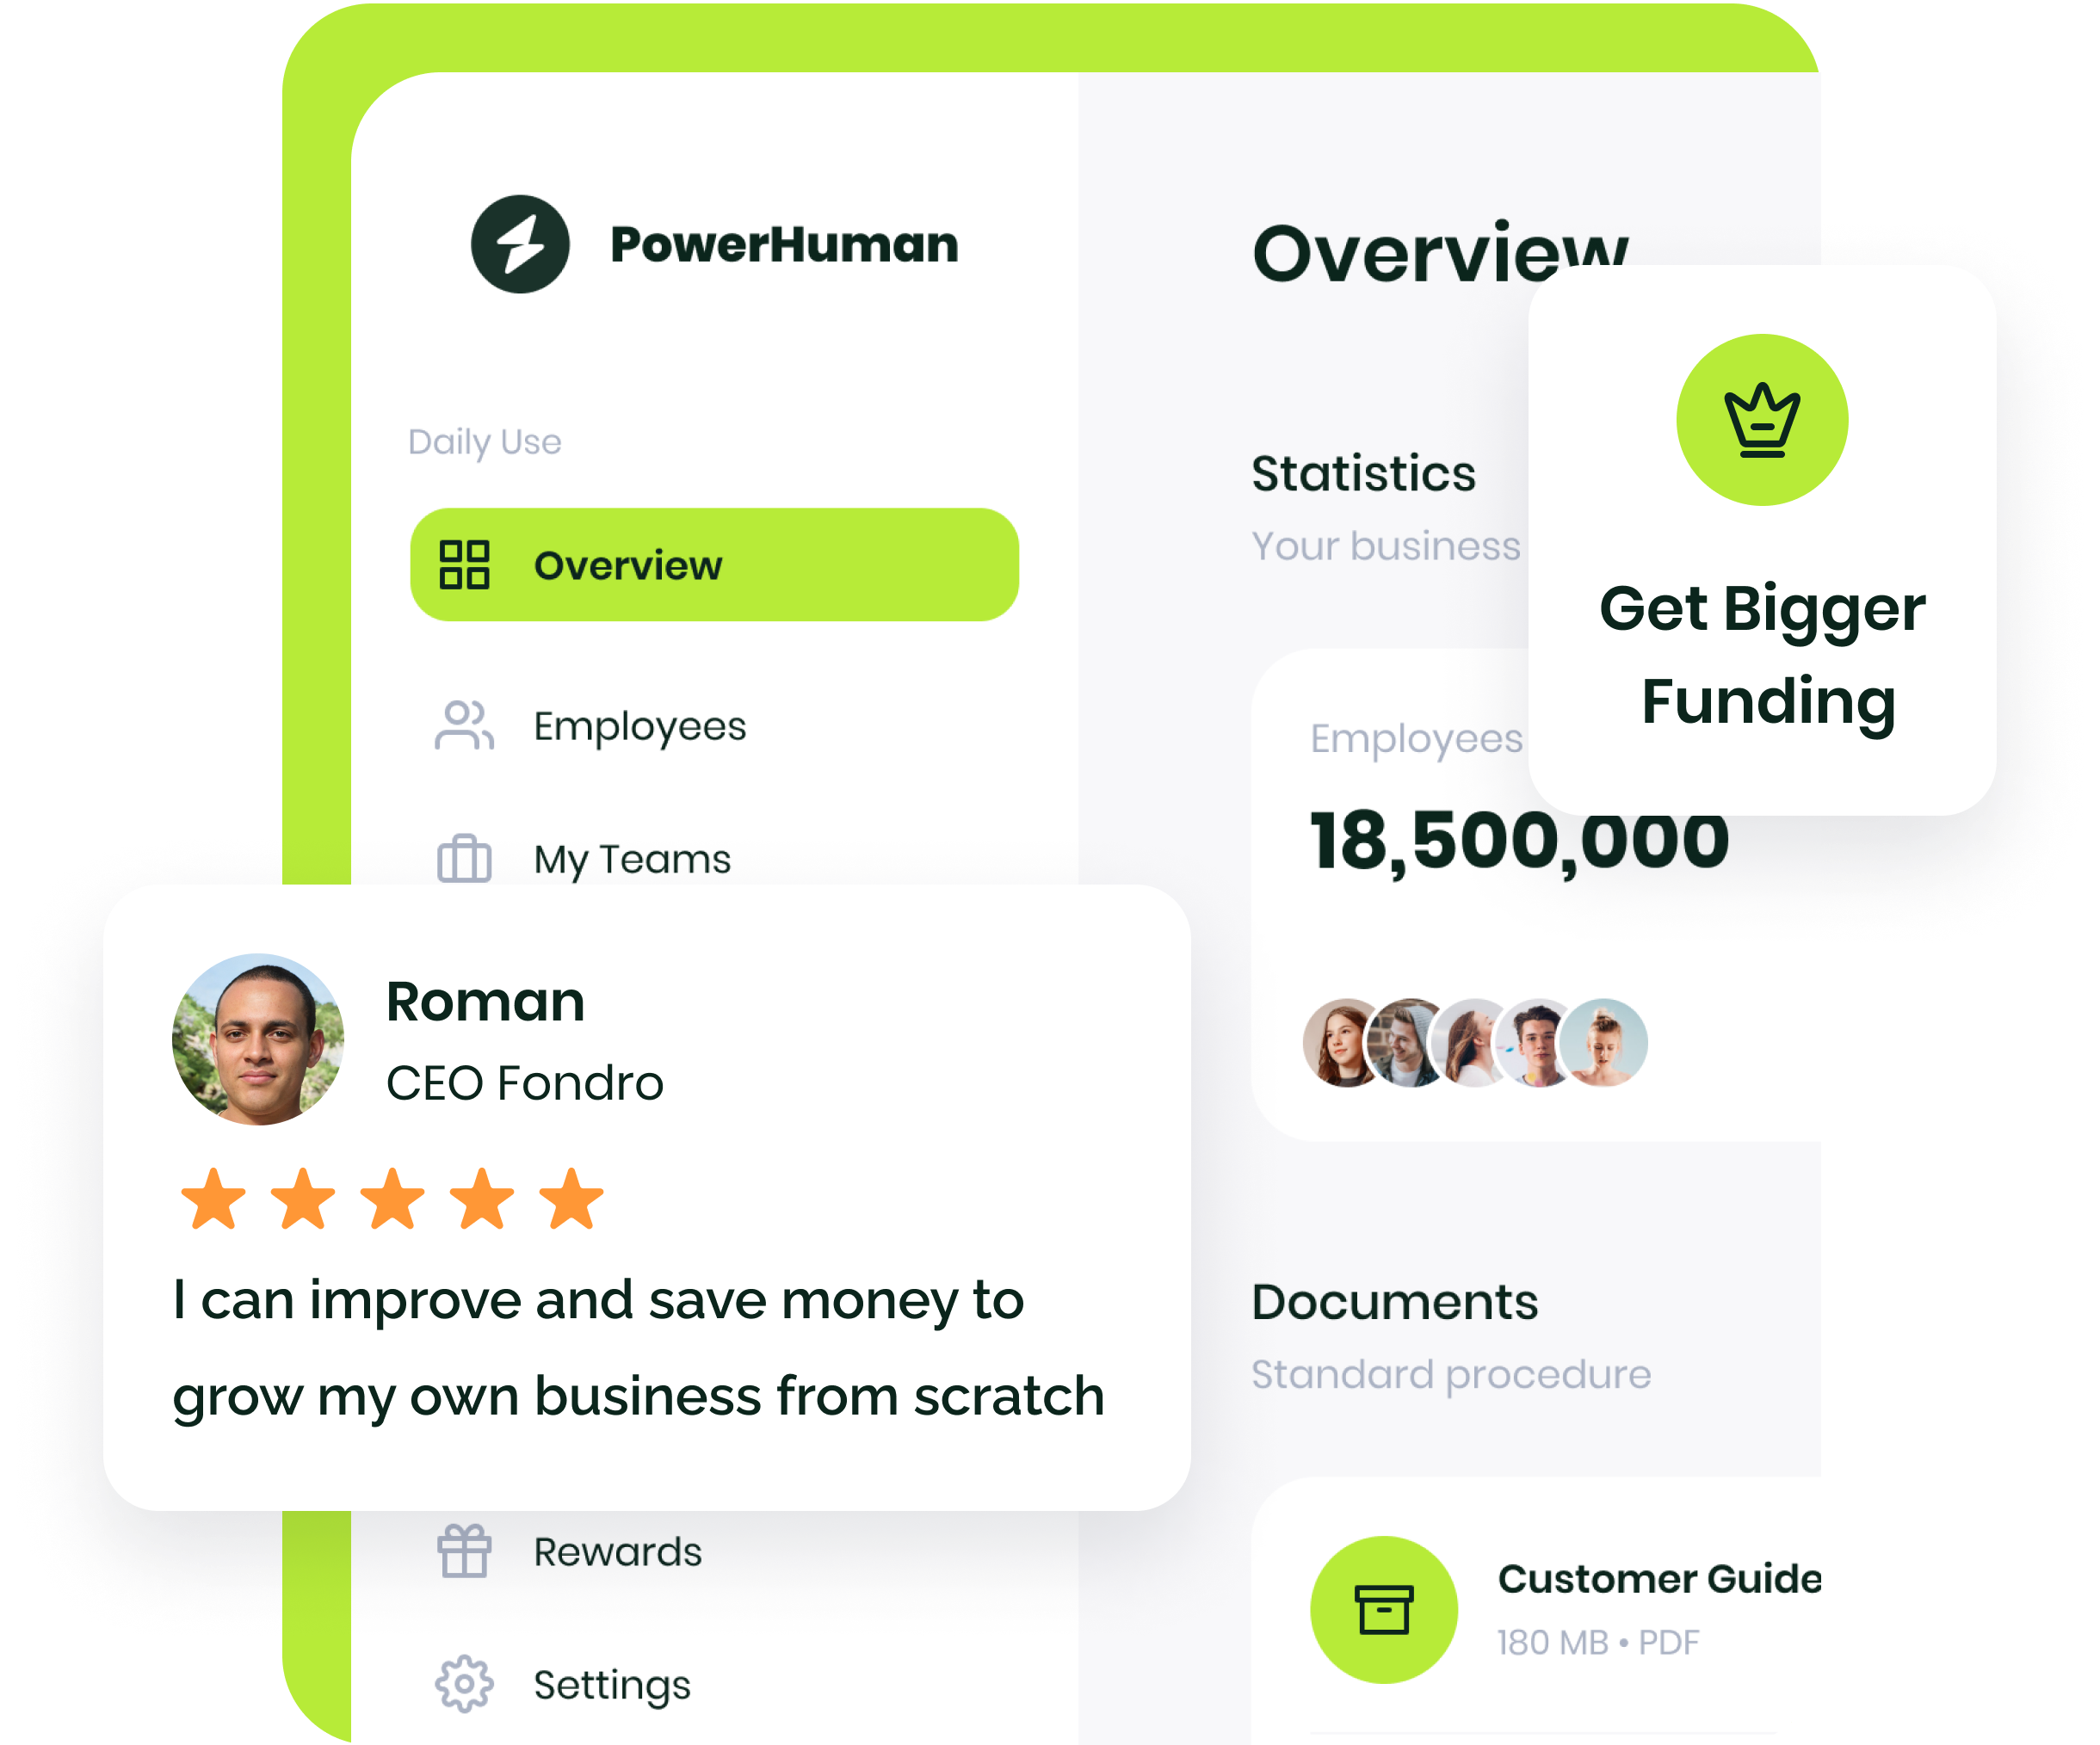 PowerHuman
Daily Use
Overview
Employees
My Teams
Roman
CEO Fondro
I can improve and save money to
grow my own business from scratch
Rewards
Settings
Overview
Statistics
Your business
Employees
18,500,000
Get Bigger
Funding
Documents
Standard procedure
Customer Guide
180 MB • PDF